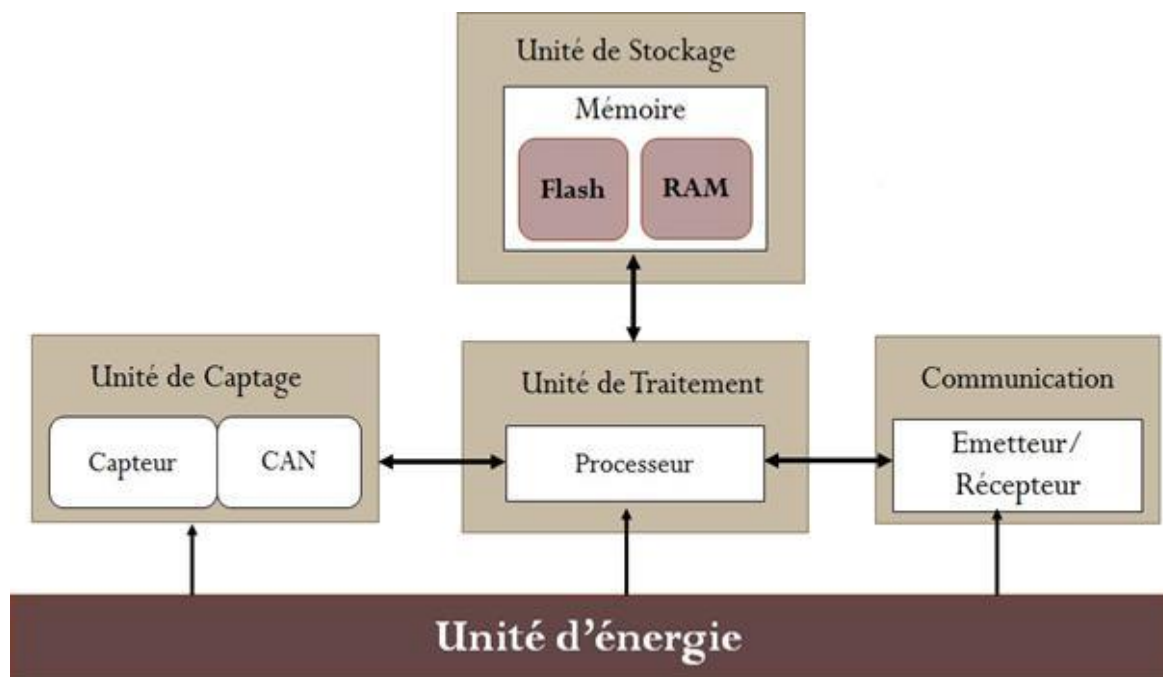 Unité de Stockage
Mémoire
Flash
RAM
Unité de Captage
Capteur
CAN
Unité de Traitement
Processeur
Communication
Emetteur/
Récepteur
Unité d’énergie